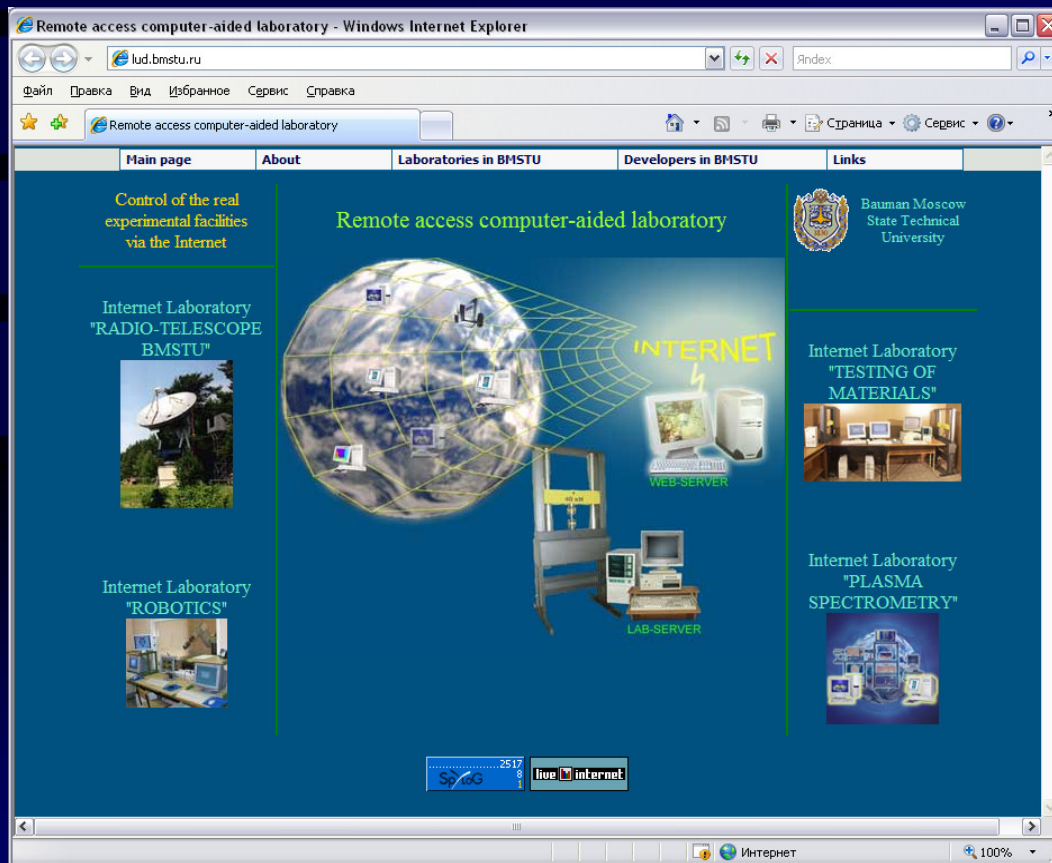 Remote access computer-aided laboratory - Windows Internet Explorer
lud.bmstu.ru
Яndex
Файл Правка Вид Избранное Сервис Справка
Remote access computer-aided laboratory
Страница Сервис
Main page About Laboratories in BMSTU Developers in BMSTU Links
Control of the real
experimental facilities
via the Internet
Internet Laboratory
"RADIO-TELESCOPE
BMSTU"
Internet Laboratory
"ROBOTICS"
Remote access computer-aided laboratory
INTERNET
WEB-SERVER
LAB-SERVER
Bauman Moscow
State Technical
University
Internet Laboratory
"TESTING OF
MATERIALS"
Internet Laboratory
"PLASMA
SPECTROMETRY"
2517
8
SpyLOG 1
live internet
Интернет 100%